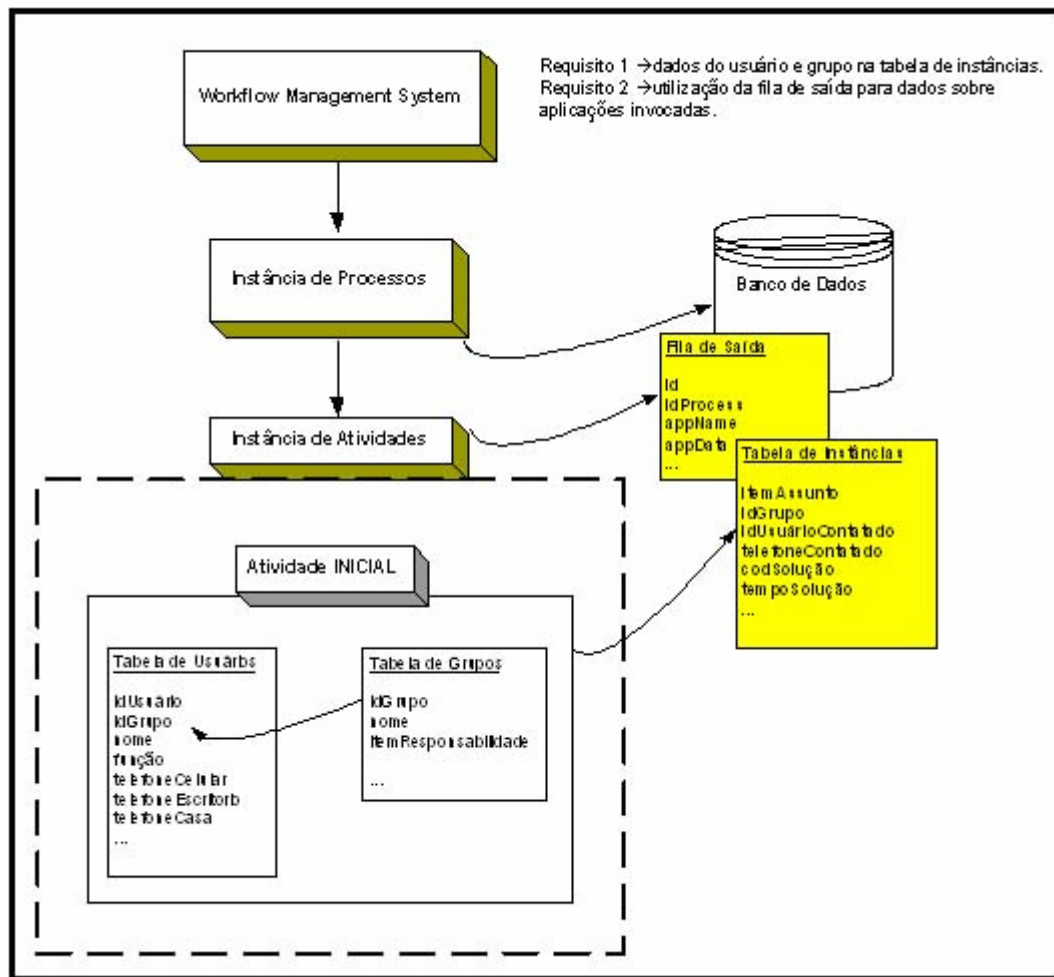 Workflow Management System
Requisito 1 →dados do usuário e grupo na tabela de instâncias.
Requisito 2 →utilização da fila de saída para dados sobre
aplicações invocadas.
Instância de Processos
Banco de Dados
Fila de Saída
Id
IdProcess
appName
appData
...
Instância de Atividades
Tabela de Instâncias
ItemAssunto
IdGrupo
IdUsuárioContatado
telefoneContatado
codSolução
tempoSolução
...
Atividade INICIAL
Tabela de Usuários
IdUsuário
IdGrupo
nome
função
telefoneCelular
telefoneEscritorio
telefoneCasa
...
Tabela de Grupos
IdGrupo
nome
ItemResponsabilidade
...